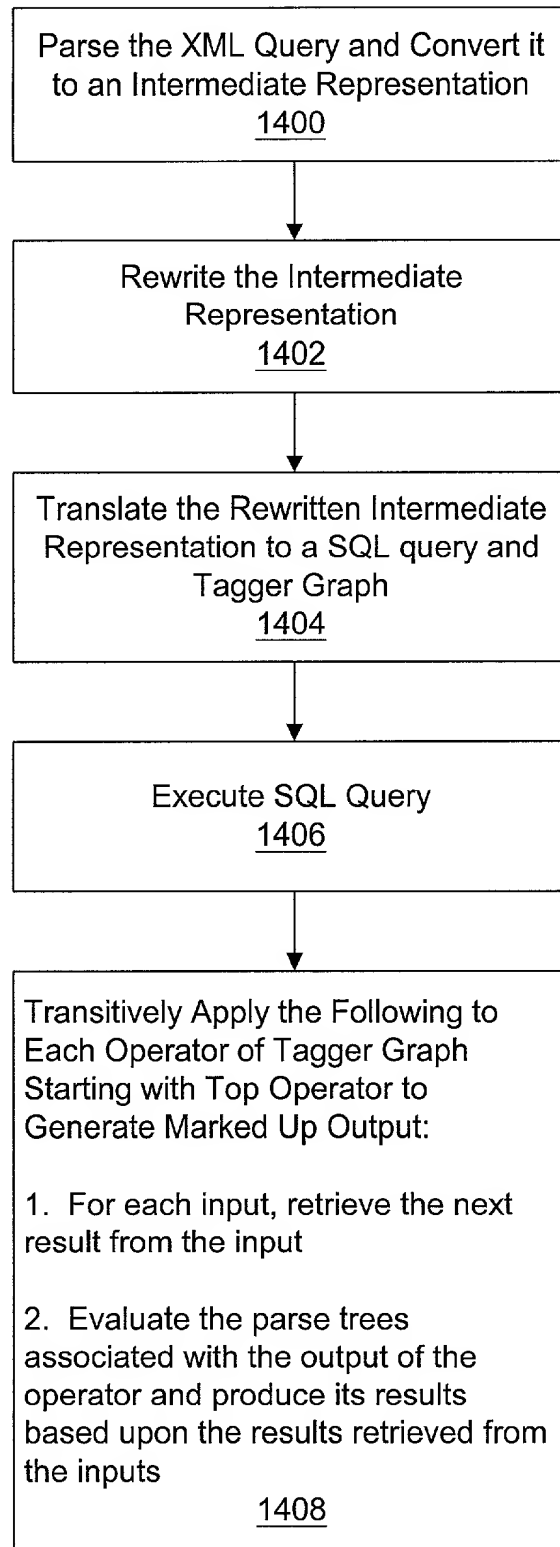 Parse the XML Query and Convert it
to an Intermediate Representation
1400
Rewrite the Intermediate
Representation
1402
Translate the Rewritten Intermediate
Representation to a SQL query and
Tagger Graph
1404
Execute SQL Query
1406
Transitively Apply the Following to
Each Operator of Tagger Graph
Starting with Top Operator to
Generate Marked Up Output:
1. For each input, retrieve the next
result from the input
2. Evaluate the parse trees
associated with the output of the
operator and produce its results
based upon the results retrieved from
the inputs
1408